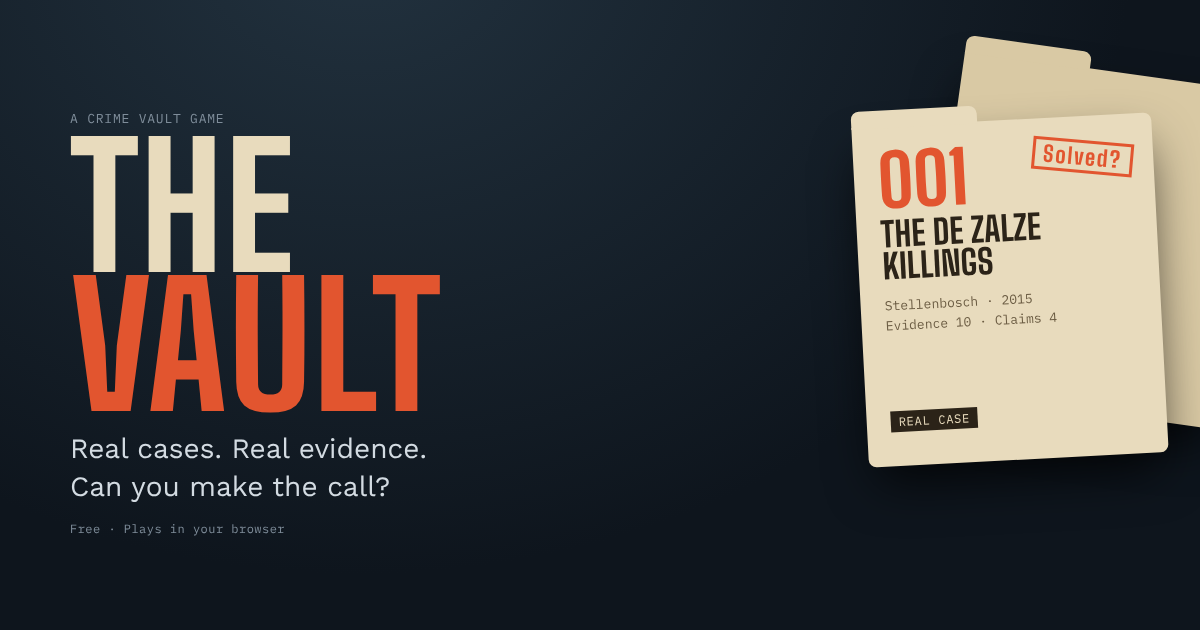 A CRIME VAULT GAME
THE
VAULT
Real cases. Real evidence.
Can you make the call?
Free · Plays in your browser
Solved?
001
THE DE ZALZE
KILLINGS
Stellenbosch · 2015
Evidence 10 · Claims 4
REAL CASE